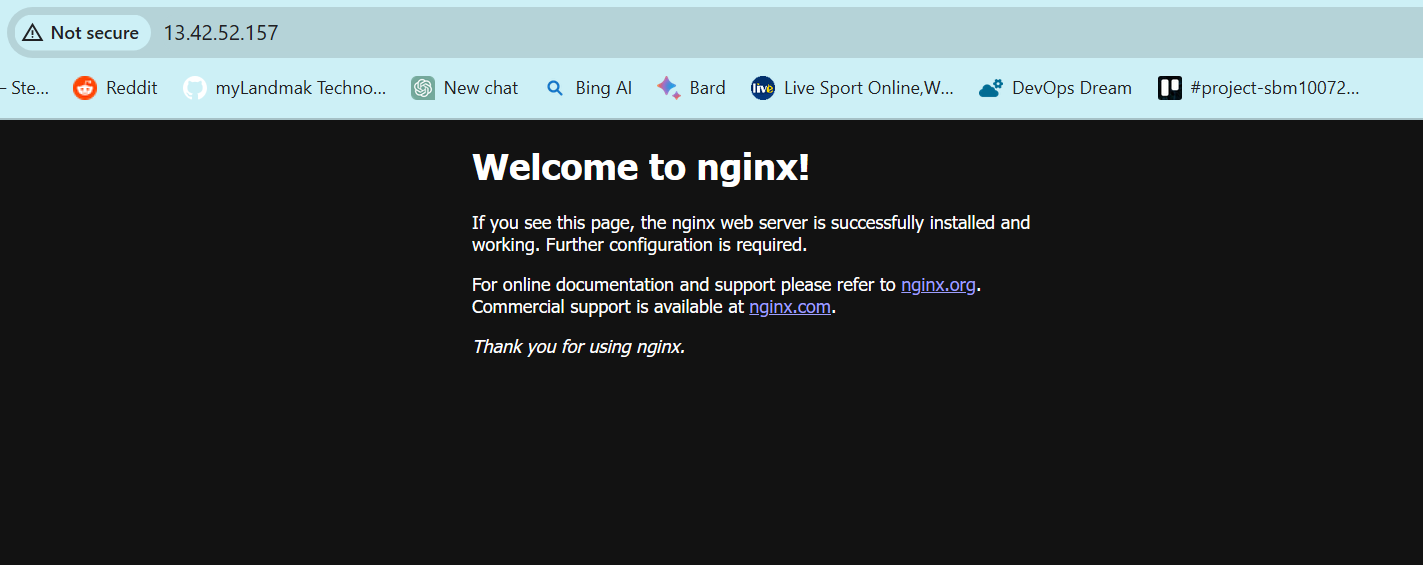 Not secure 13.42.52.157
– Ste... Reddit myLandmak Techno... New chat Bing AI Bard Live Sport Online,W... DevOps Dream #project-sbm10072...
live
Welcome to nginx!
If you see this page, the nginx web server is successfully installed and
working. Further configuration is required.
For online documentation and support please refer to nginx.org.
Commercial support is available at nginx.com.
Thank you for using nginx.